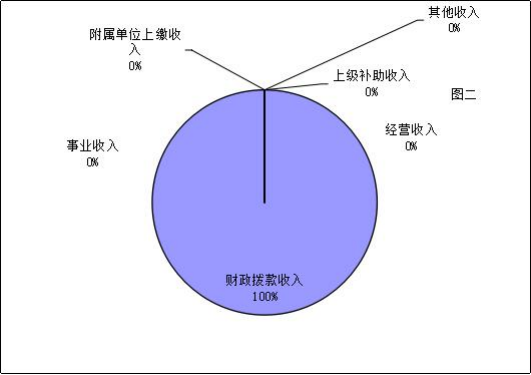 其他收入
0%
附属单位上缴收
入
0%
上级补助收入
0%
图二
经营收入
0%
事业收入
0%
财政拨款收入
100%